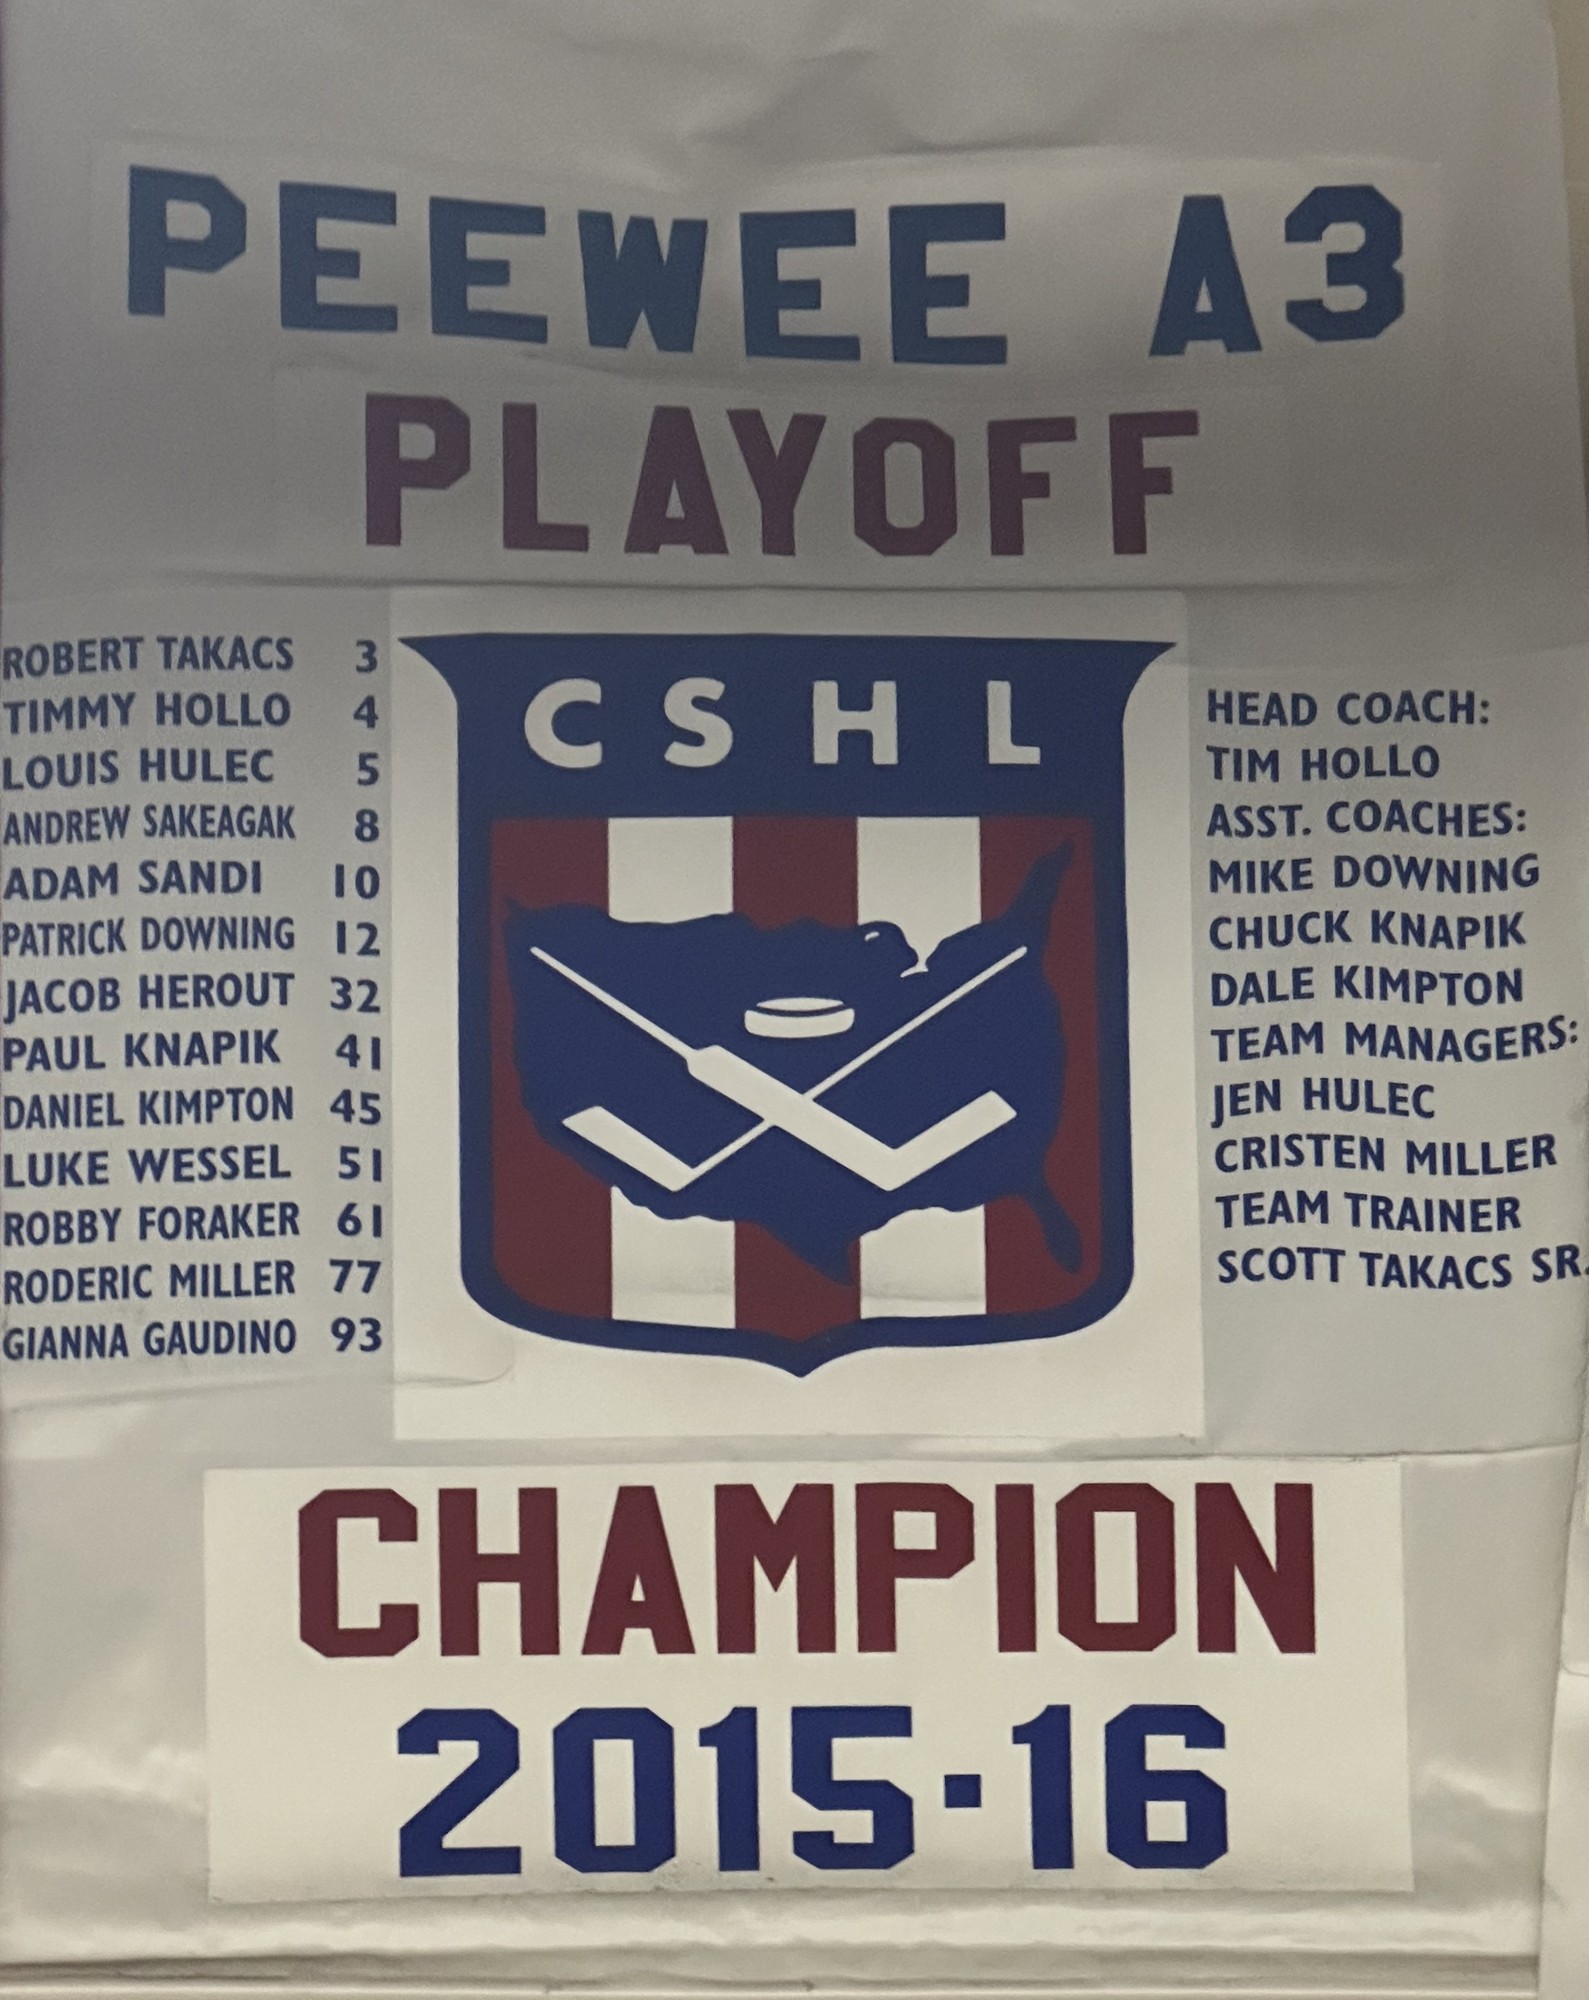 PEEWEE A3
PLAYOFF
ROBERT TAKACS 3
TIMMY HOLLO 4
LOUIS HULEC 5
ANDREW SAKEAGAK 8
ADAM SANDI 10
PATRICK DOWNING 12
JACOB HEROUT 32
PAUL KNAPIK 41
DANIEL KIMPTON 45
LUKE WESSEL 51
ROBBY FORAKER 61
RODERIC MILLER 77
GIANNA GAUDINO 93
CSHL
HEAD COACH:
TIM HOLLO
ASST. COACHES:
MIKE DOWNING
CHUCK KNAPIK
DALE KIMPTON
TEAM MANAGERS:
JEN HULEC
CRISTEN MILLER
TEAM TRAINER
SCOTT TAKACS SR.
CHAMPION
2015-16